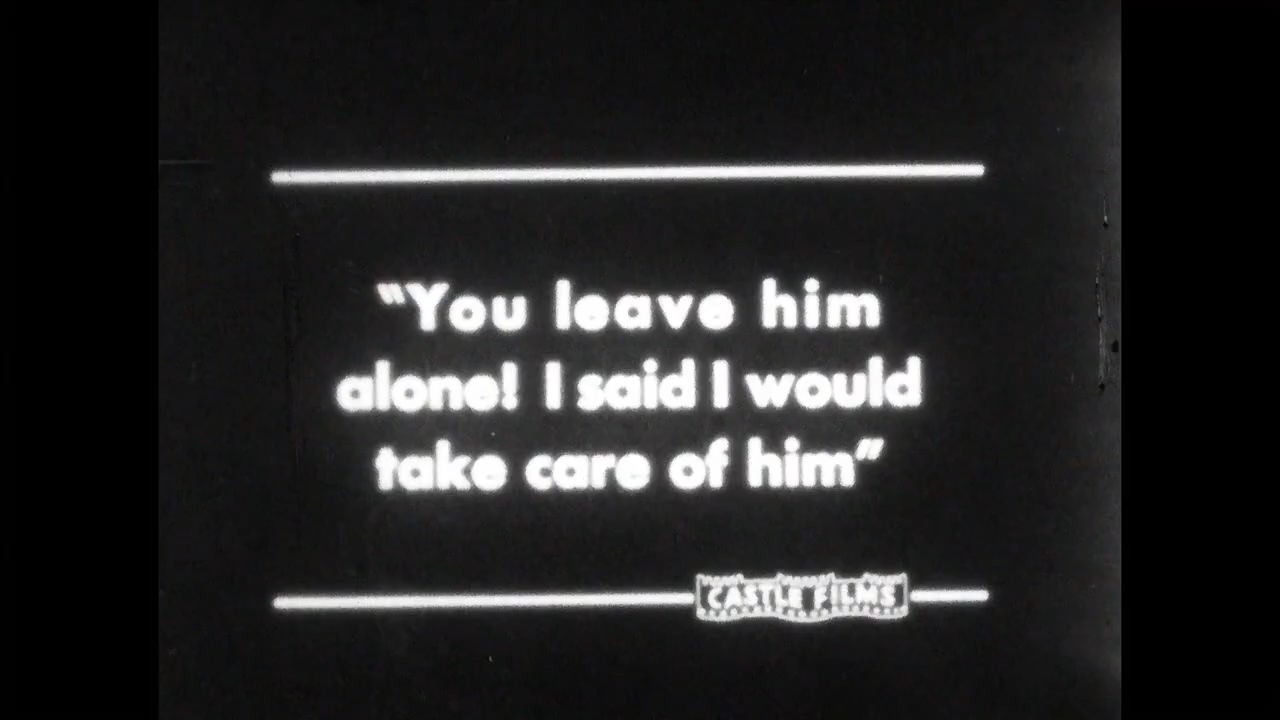 "You leave him
alone! I said I would
take care of him"
CASTLE FILMS